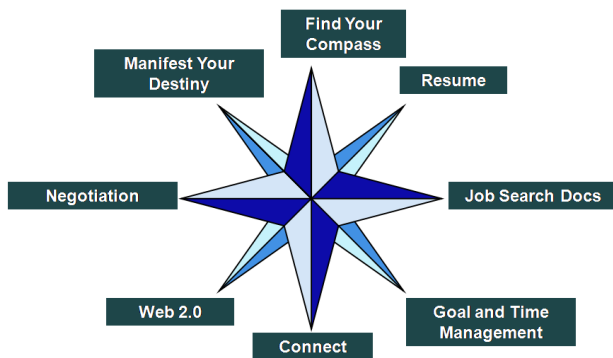 Find Your
Compass
Manifest Your
Destiny
Resume
Negotiation
Job Search Docs
Web 2.0
Goal and Time
Management
Connect